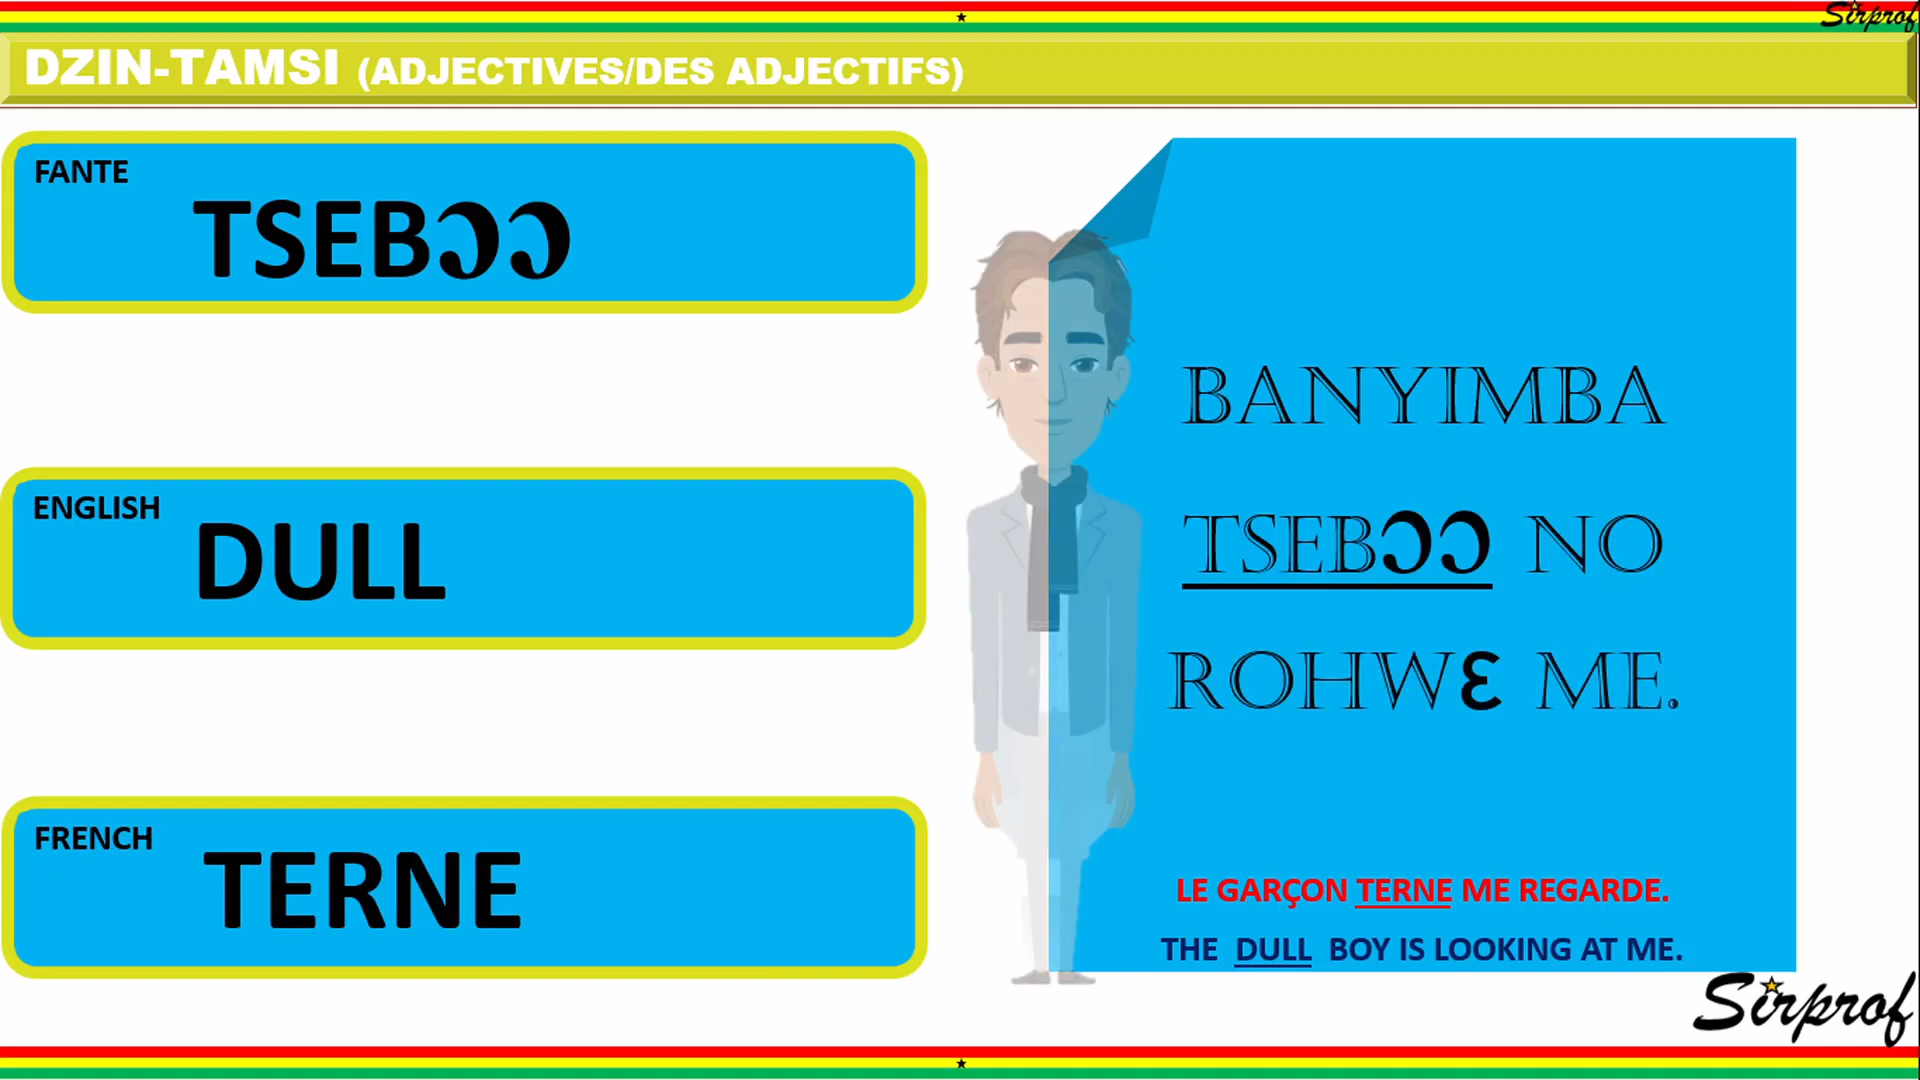 Sirprof
DZIN-TAMSI (ADJECTIVES/DES ADJECTIFS)
FANTE
TSEBƆƆ
ENGLISH
DULL
FRENCH
TERNE
BANYIMBA
TSEBƆƆ NO
ROHWƐ ME.
LE GARÇON TERNE ME REGARDE.
THE DULL BOY IS LOOKING AT ME.
Sirprof